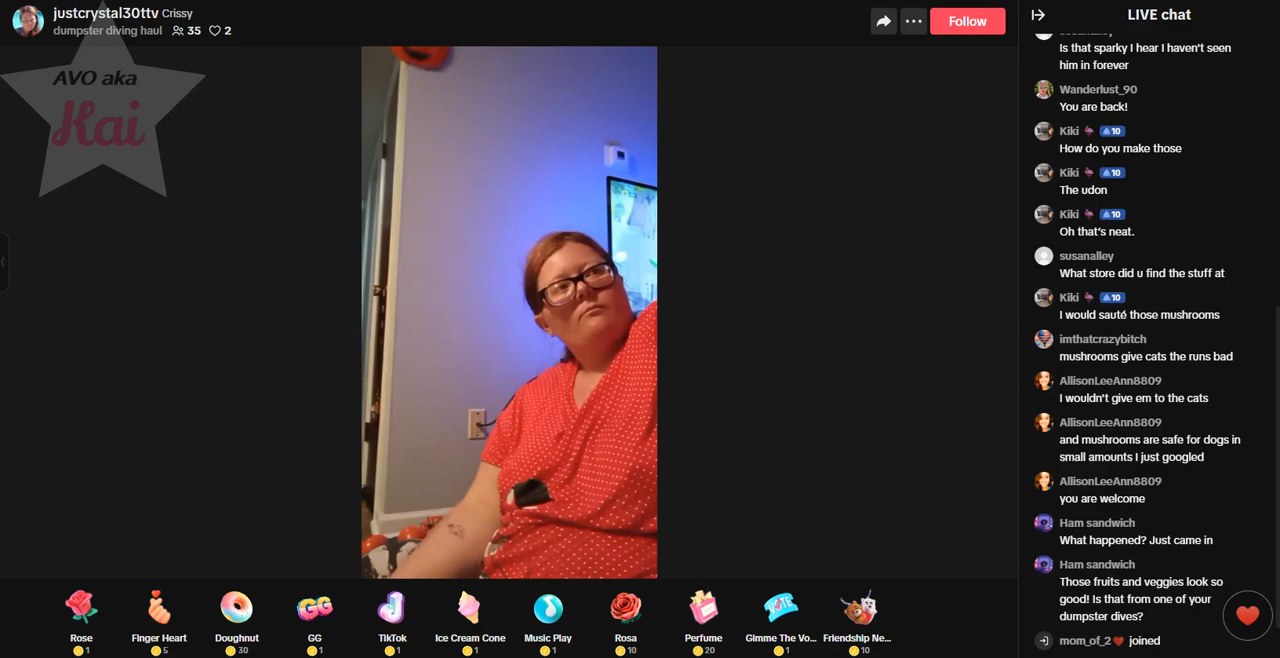 justcrystal30ttv Crissy
dumpster diving haul 35 2
Follow
AVO aka
Kai
LIVE chat
Is that sparky I hear I haven't seen
him in forever
Wanderlust_90
You are back!
Kiki 10
How do you make those
Kiki 10
The udon
Kiki 10
Oh that's neat.
susanalley
What store did u find the stuff at
Kiki 10
I would sauté those mushrooms
imthatcrazybitch
mushrooms give cats the runs bad
AllisonLeeAnn8809
I wouldn't give em to the cats
AllisonLeeAnn8809
and mushrooms are safe for dogs in
small amounts I just googled
AllisonLeeAnn8809
you are welcome
Ham sandwich
What happened? Just came in
Ham sandwich
Those fruits and veggies look so
good! Is that from one of your
dumpster dives?
mom_of_2 joined
GG
VOTE
Rose Finger Heart Doughnut GG TikTok Ice Cream Cone Music Play Rosa Perfume Gimme The Vo... Friendship Ne...
1 5 30 1 1 1 1 10 20 1 10